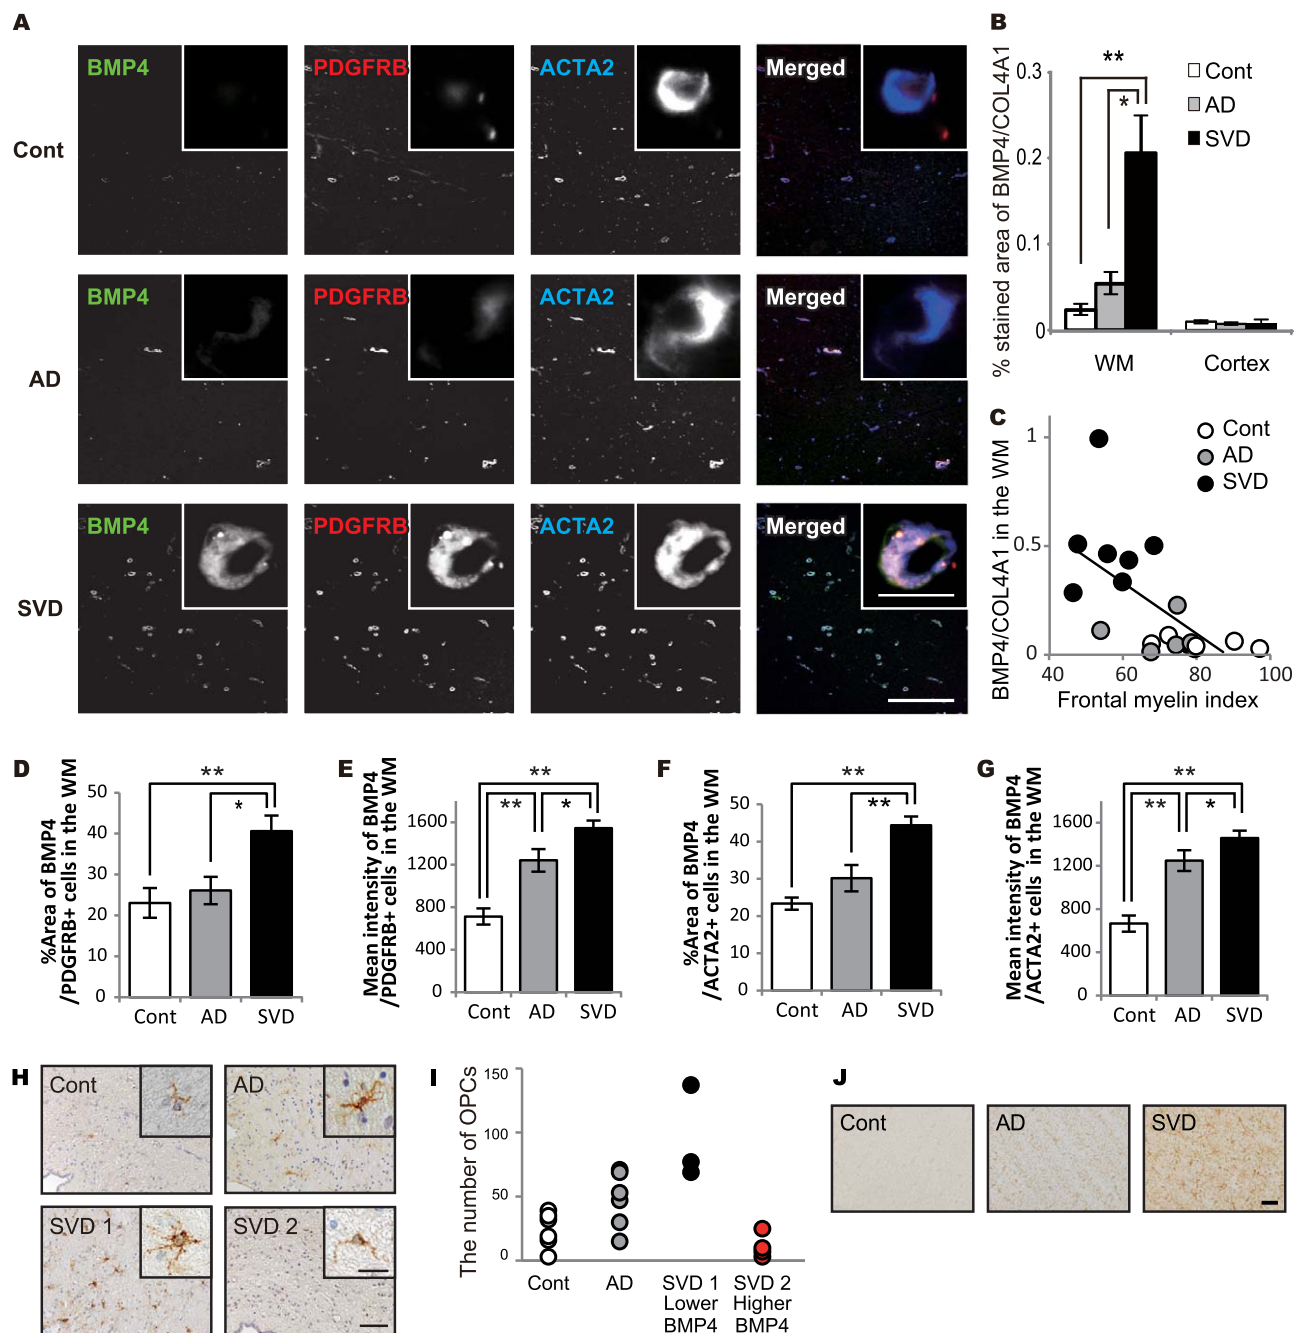 A
BMP4
PDGFRB
ACTA2
Merged
Cont
BMP4
PDGFRB
ACTA2
Merged
AD
BMP4
PDGFRB
ACTA2
Merged
SVD
B
% stained area of BMP4/COL4A1
0.3
0.2
0.1
0
**
*
Cont
AD
SVD
WM
Cortex
C
BMP4/COL4A1 in the WM
1
0.5
0
Cont
AD
SVD
40
60
80
100
Frontal myelin index
D
%Area of BMP4
/PDGFRB+ cells in the WM
50
40
30
20
10
0
**
*
Cont
AD
SVD
E
Mean intensity of BMP4
/PDGFRB+ cells in the WM
1600
1200
800
400
0
**
**
*
Cont
AD
SVD
F
%Area of BMP4
/ACTA2+ cells in the WM
50
40
30
20
10
0
**
**
Cont
AD
SVD
G
Mean intensity of BMP4
/ACTA2+ cells in the WM
1600
1200
800
400
0
**
**
*
Cont
AD
SVD
H
Cont
AD
SVD 1
SVD 2
I
The number of OPCs
150
100
50
0
Cont
AD
SVD 1
Lower
BMP4
SVD 2
Higher
BMP4
J
Cont
AD
SVD